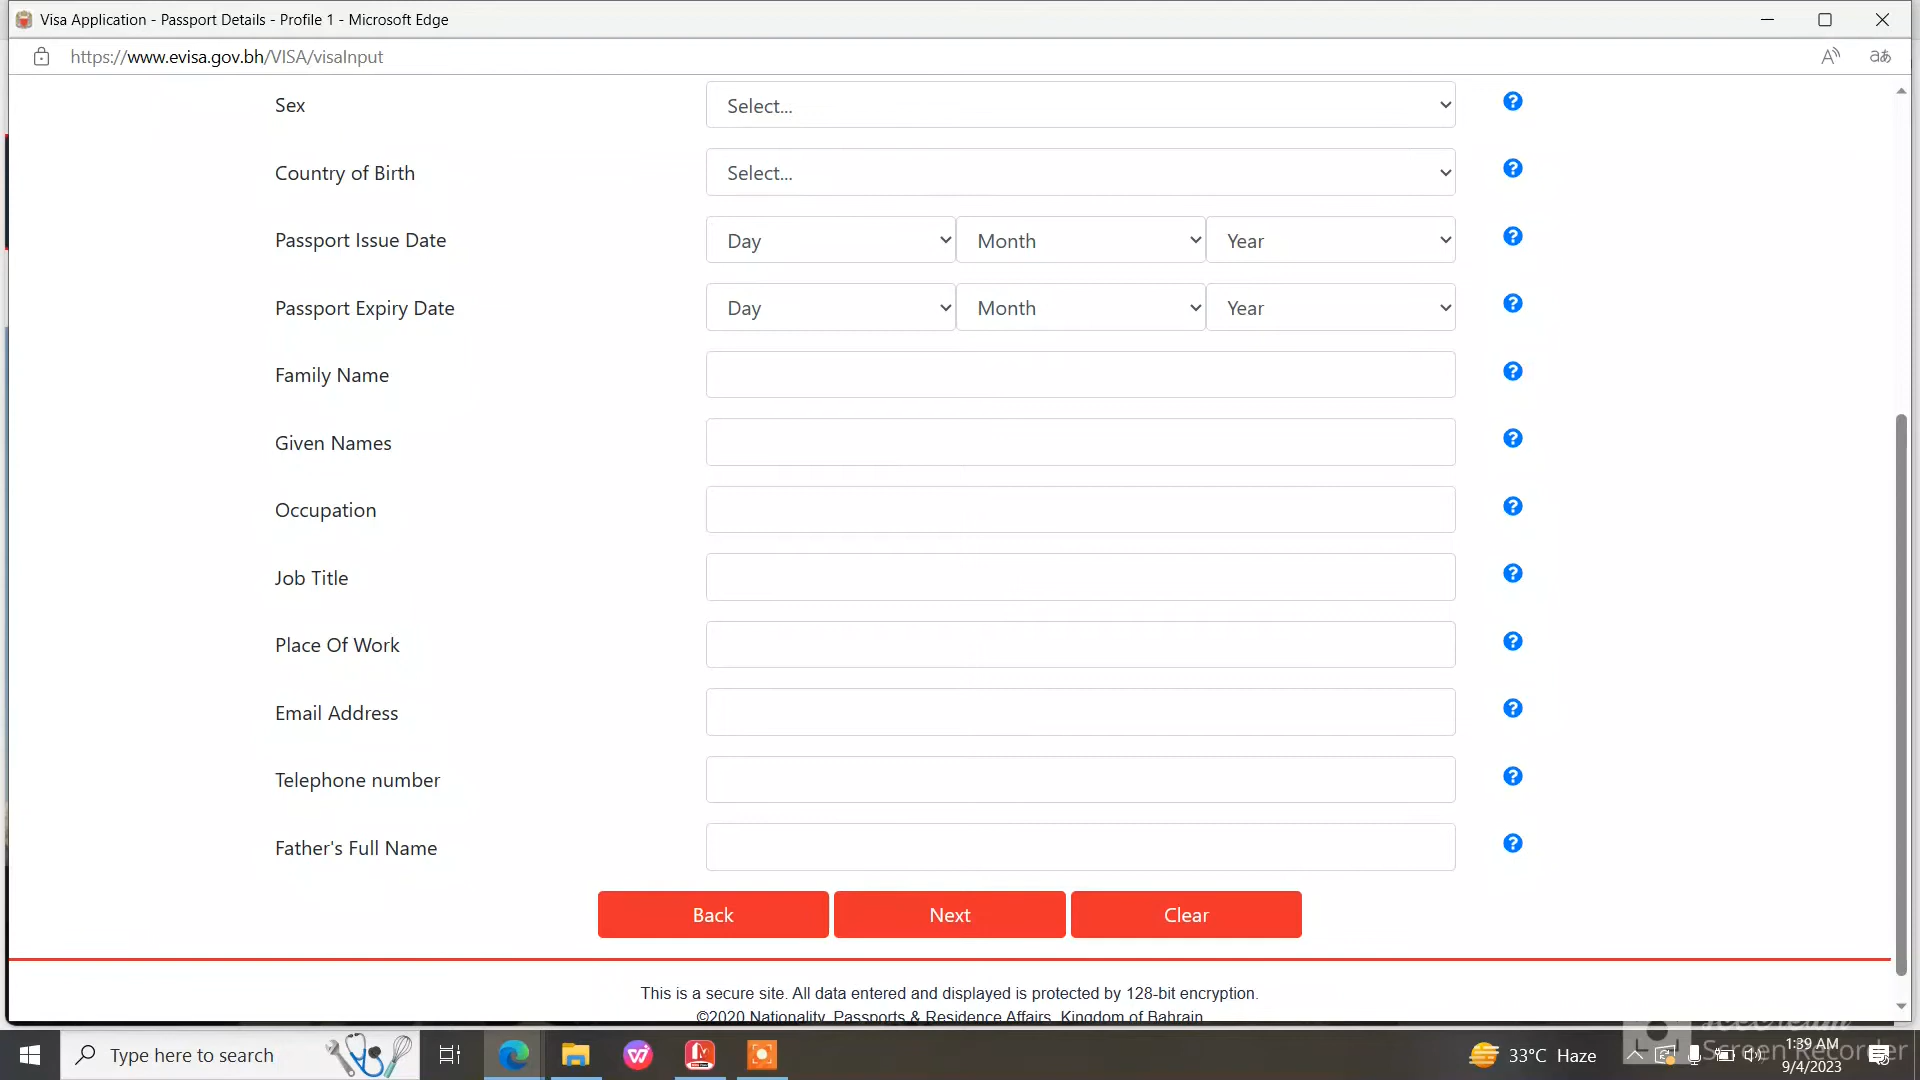 Visa Application - Passport Details - Profile 1 - Microsoft Edge
https://www.evisa.gov.bh/VISA/visaInput
Sex Select...
Country of Birth Select...
Passport Issue Date Day Month Year
Passport Expiry Date Day Month Year
Family Name
Given Names
Occupation
Job Title
Place Of Work
Email Address
Telephone number
Father's Full Name
Back Next Clear
This is a secure site. All data entered and displayed is protected by 128-bit encryption.
©2020 Nationality, Passports & Residence Affairs, Kingdom of Bahrain
Type here to search
33°C Haze
1:39 AM
Screen Recorder
9/4/2023